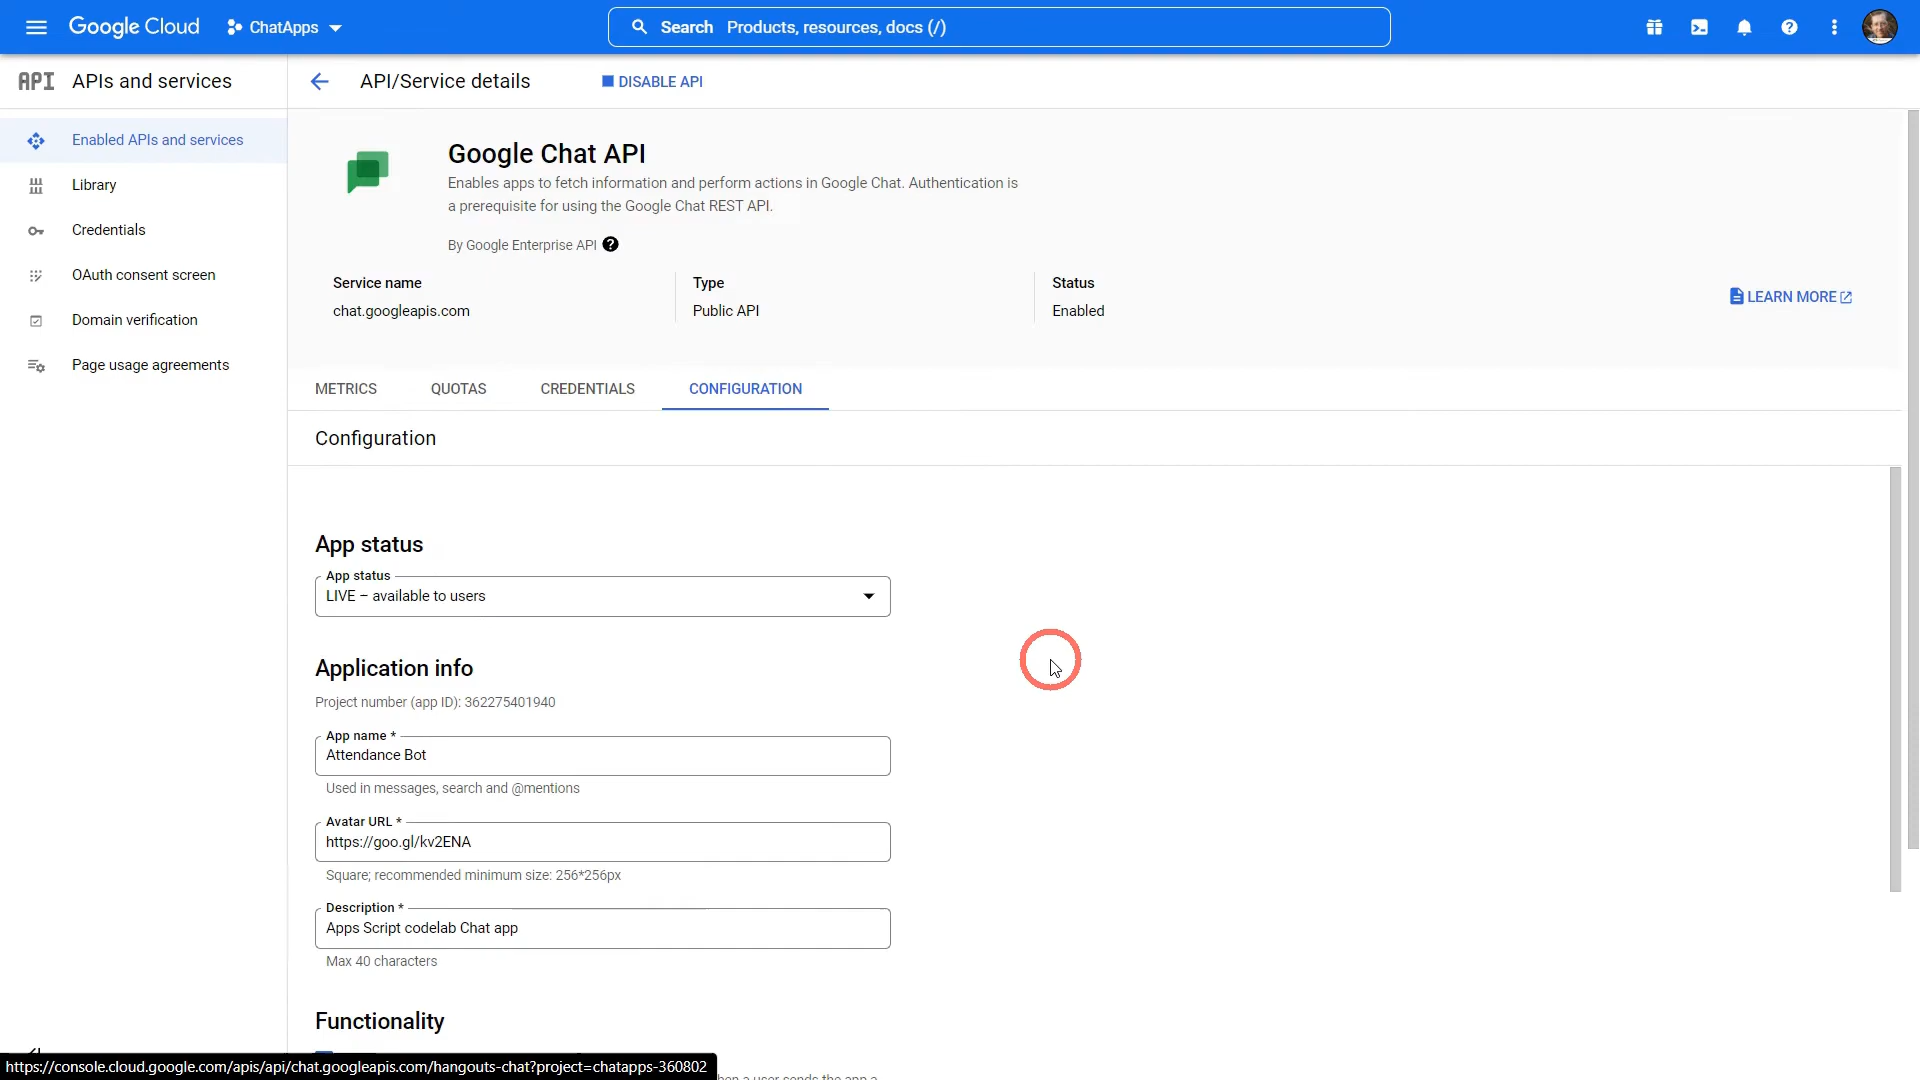 Google Cloud
ChatApps
Search Products, resources, docs (/)
API APIs and services
API/Service details
DISABLE API
Enabled APIs and services
Library
Credentials
OAuth consent screen
Domain verification
Page usage agreements
Google Chat API
Enables apps to fetch information and perform actions in Google Chat. Authentication is
a prerequisite for using the Google Chat REST API.
By Google Enterprise API
Service name
chat.googleapis.com
Type
Public API
Status
Enabled
LEARN MORE
METRICS
QUOTAS
CREDENTIALS
CONFIGURATION
Configuration
App status
App status
LIVE – available to users
Application info
Project number (app ID): 362275401940
App name *
Attendance Bot
Used in messages, search and @mentions
Avatar URL *
https://goo.gl/kv2ENA
Square; recommended minimum size: 256*256px
Description *
Apps Script codelab Chat app
Max 40 characters
Functionality
https://console.cloud.google.com/apis/api/chat.googleapis.com/hangouts-chat?project=chatapps-360802
a user sends the app a